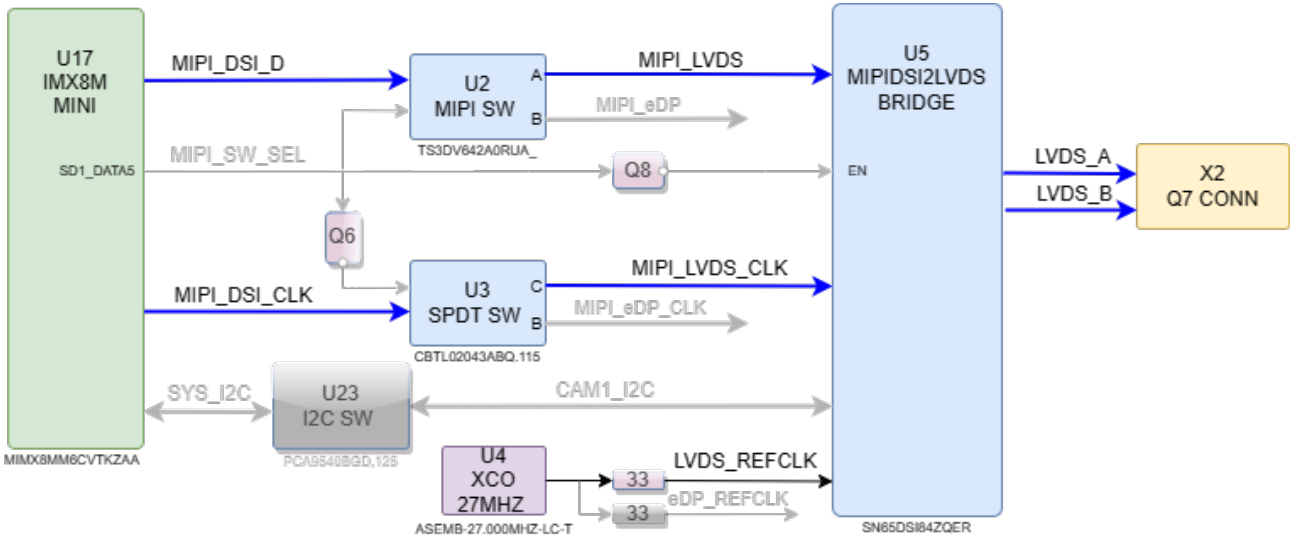 U17
IMX8M
MINI
SD1_DATA5
MIMX8MM6CVTKZAA
MIPI_DSI_D
MIPI_SW_SEL
MIPI_DSI_CLK
SYS_I2C
U2
MIPI SW
A
B
TS3DV642A0RUA_
MIPI_LVDS
MIPI_eDP
Q8
Q6
U3
SPDT SW
C
B
CBTL02043ABQ.115
MIPI_LVDS_CLK
MIPI_eDP_CLK
U23
I2C SW
PCA9540BGD,125
CAM1_I2C
U4
XCO
27MHZ
ASEMB-27.000MHZ-LC-T
33
LVDS_REFCLK
33
eDP_REFCLK
U5
MIPIDSI2LVDS
BRIDGE
EN
SN65DSI84ZQER
LVDS_A
LVDS_B
X2
Q7 CONN